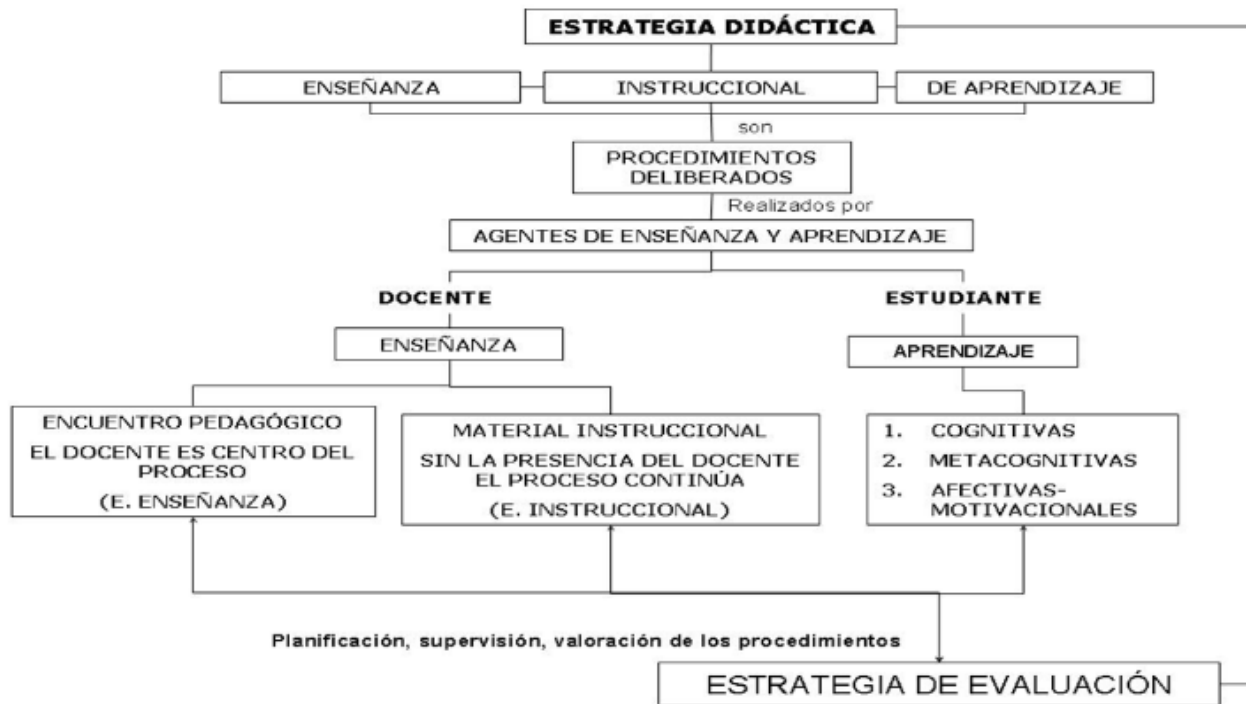 ESTRATEGIA DIDÁCTICA
ENSEÑANZA
INSTRUCCIONAL
DE APRENDIZAJE
son
PROCEDIMIENTOS
DELIBERADOS
Realizados por
AGENTES DE ENSEÑANZA Y APRENDIZAJE
DOCENTE
ESTUDIANTE
ENSEÑANZA
APRENDIZAJE
ENCUENTRO PEDAGÓGICO
EL DOCENTE ES CENTRO DEL
PROCESO
(E. ENSEÑANZA)
MATERIAL INSTRUCCIONAL
SIN LA PRESENCIA DEL DOCENTE
EL PROCESO CONTINÚA
(E. INSTRUCCIONAL)
1. COGNITIVAS
2. METACOGNITIVAS
3. AFECTIVAS-
MOTIVACIONALES
Planificación, supervisión, valoración de los procedimientos
ESTRATEGIA DE EVALUACIÓN